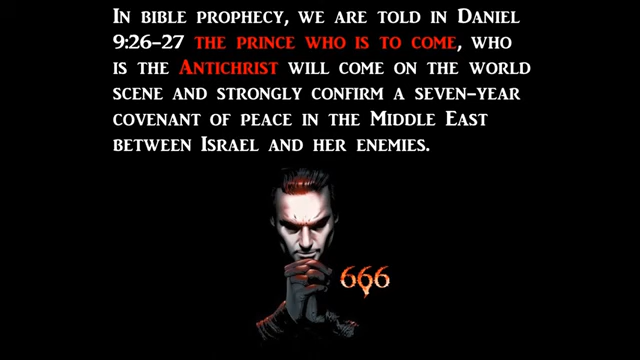 In bible prophecy, we are told in Daniel
9:26-27 the prince who is to come, who
is the Antichrist will come on the world
scene and strongly confirm a seven-year
covenant of peace in the Middle East
between Israel and her enemies.
666